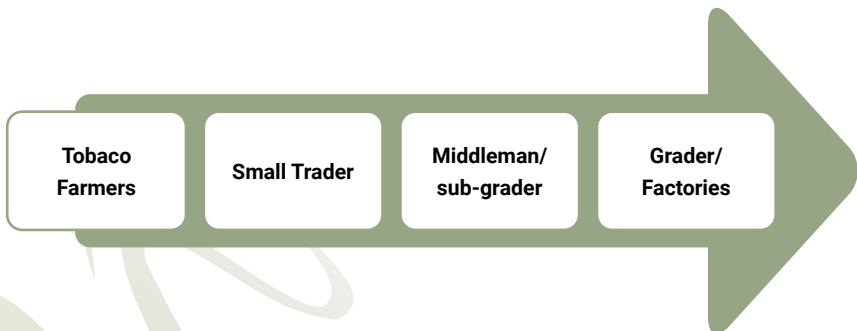 Tobaco
Farmers
Small Trader
Middleman/
sub-grader
Grader/
Factories